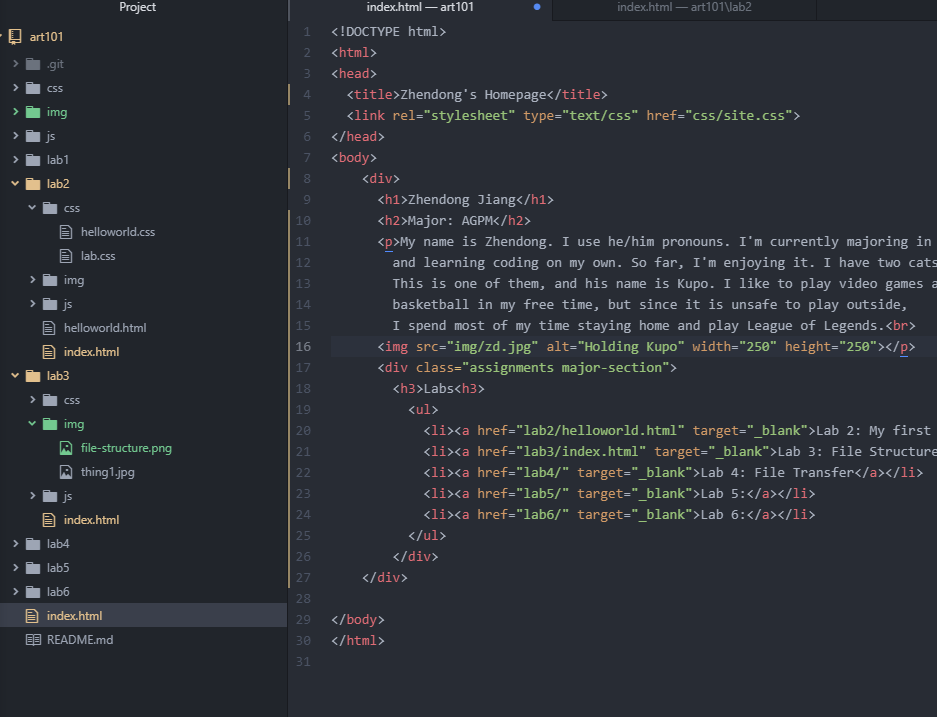 Project
art101
.git
css
img
js
lab1
lab2
css
helloworld.css
lab.css
img
js
helloworld.html
index.html
lab3
css
img
file-structure.png
thing1.jpg
js
index.html
lab4
lab5
lab6
index.html
README.md
index.html — art101
index.html — art101\lab2
1 <!DOCTYPE html>
2 <html>
3 <head>
4 <title>Zhendong's Homepage</title>
5 <link rel="stylesheet" type="text/css" href="css/site.css">
6 </head>
7 <body>
8 <div>
9 <h1>Zhendong Jiang</h1>
10 <h2>Major: AGPM</h2>
11 <p>My name is Zhendong. I use he/him pronouns. I'm currently majoring in
12 and learning coding on my own. So far, I'm enjoying it. I have two cats
13 This is one of them, and his name is Kupo. I like to play video games a
14 basketball in my free time, but since it is unsafe to play outside,
15 I spend most of my time staying home and play League of Legends.<br>
16 <img src="img/zd.jpg" alt="Holding Kupo" width="250" height="250"></p>
17 <div class="assignments major-section">
18 <h3>Labs<h3>
19 <ul>
20 <li><a href="lab2/helloworld.html" target="_blank">Lab 2: My first
21 <li><a href="lab3/index.html" target="_blank">Lab 3: File Structure
22 <li><a href="lab4/" target="_blank">Lab 4: File Transfer</a></li>
23 <li><a href="lab5/" target="_blank">Lab 5:</a></li>
24 <li><a href="lab6/" target="_blank">Lab 6:</a></li>
25 </ul>
26 </div>
27 </div>
28
29 </body>
30 </html>
31